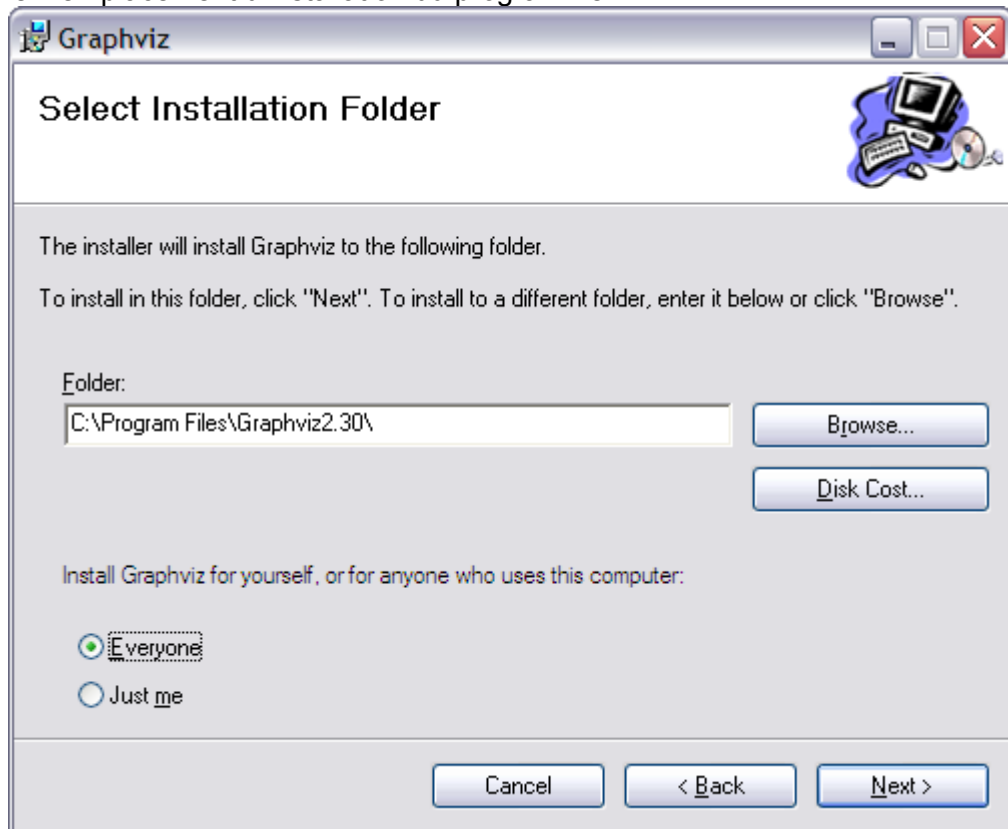 Graphviz
Select Installation Folder
The installer will install Graphviz to the following folder.
To install in this folder, click "Next". To install to a different folder, enter it below or click "Browse".
Folder:
C:\Program Files\Graphviz2.30\
Browse...
Disk Cost...
Install Graphviz for yourself, or for anyone who uses this computer:
Everyone
Just me
Cancel
< Back
Next >